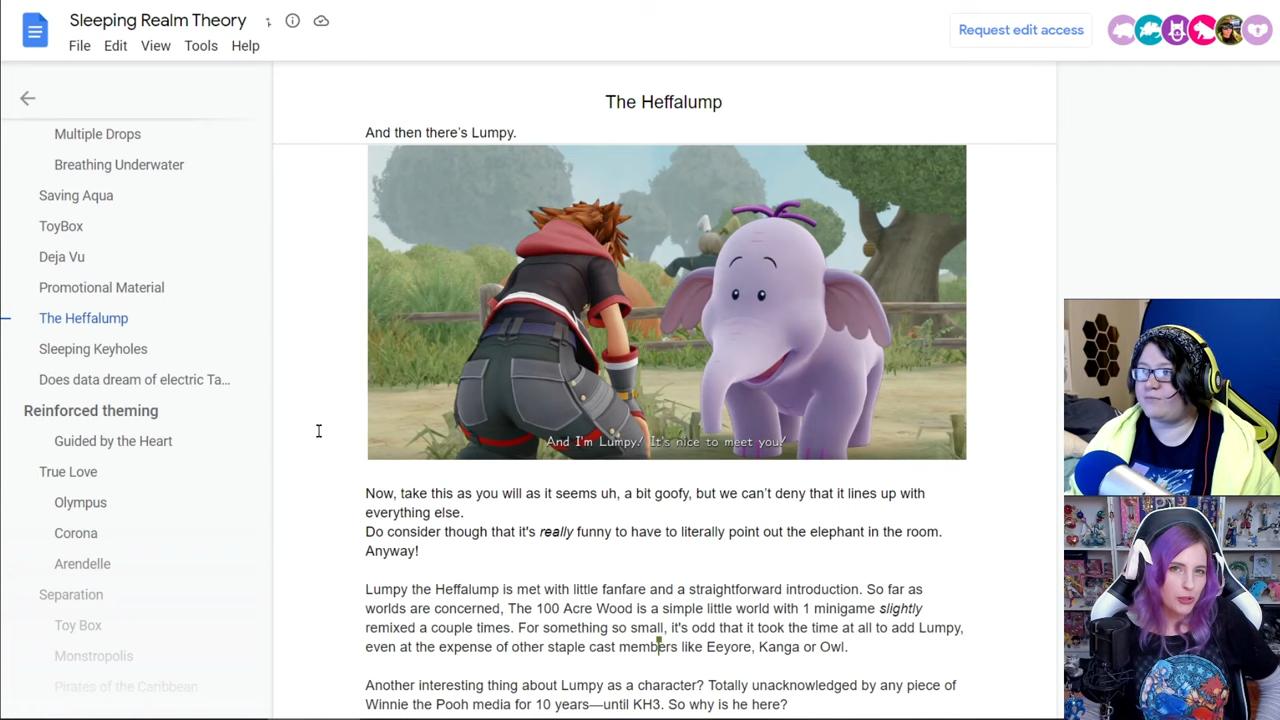 Sleeping Realm Theory
File Edit View Tools Help
Request edit access
Multiple Drops
Breathing Underwater
Saving Aqua
ToyBox
Deja Vu
Promotional Material
The Heffalump
Sleeping Keyholes
Does data dream of electric Ta...
Reinforced theming
Guided by the Heart
True Love
Olympus
Corona
Arendelle
Separation
Toy Box
Monstropolis
Pirates of the Caribbean
The Heffalump
And then there's Lumpy.
And I'm Lumpy! It's nice to meet you!
Now, take this as you will as it seems uh, a bit goofy, but we can't deny that it lines up with
everything else.
Do consider though that it's really funny to have to literally point out the elephant in the room.
Anyway!
Lumpy the Heffalump is met with little fanfare and a straightforward introduction. So far as
worlds are concerned, The 100 Acre Wood is a simple little world with 1 minigame slightly
remixed a couple times. For something so small, it's odd that it took the time at all to add Lumpy,
even at the expense of other staple cast members like Eeyore, Kanga or Owl.
Another interesting thing about Lumpy as a character? Totally unacknowledged by any piece of
Winnie the Pooh media for 10 years—until KH3. So why is he here?